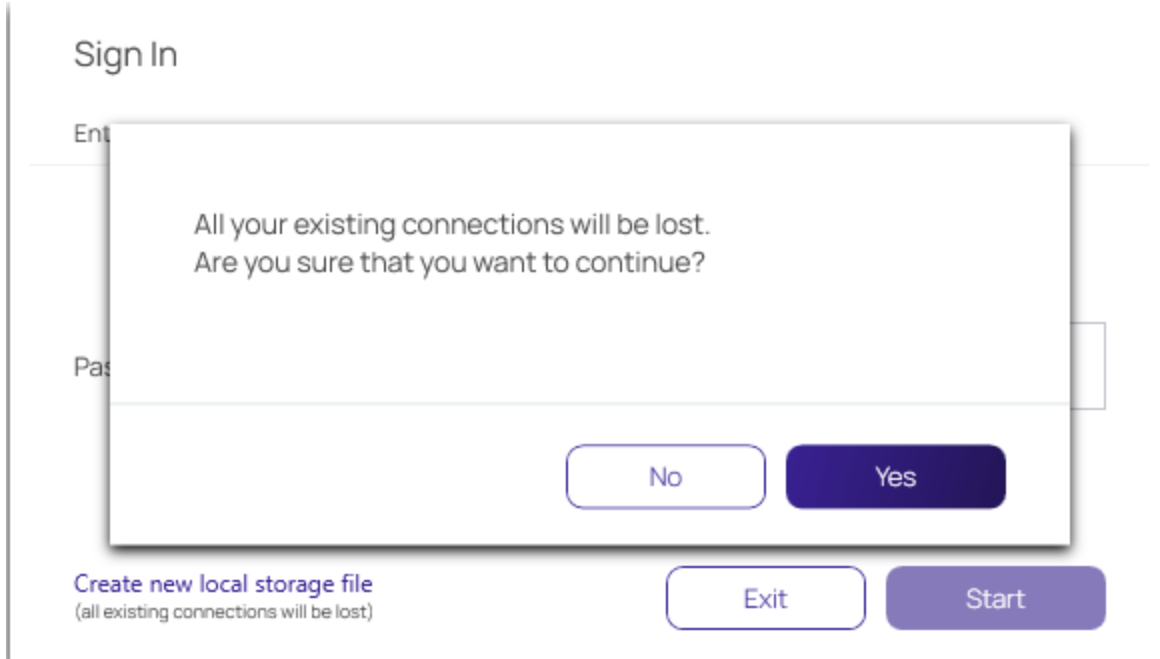 Sign In
All your existing connections will be lost.
Are you sure that you want to continue?
No
Yes
Create new local storage file
(all existing connections will be lost)
Exit
Start